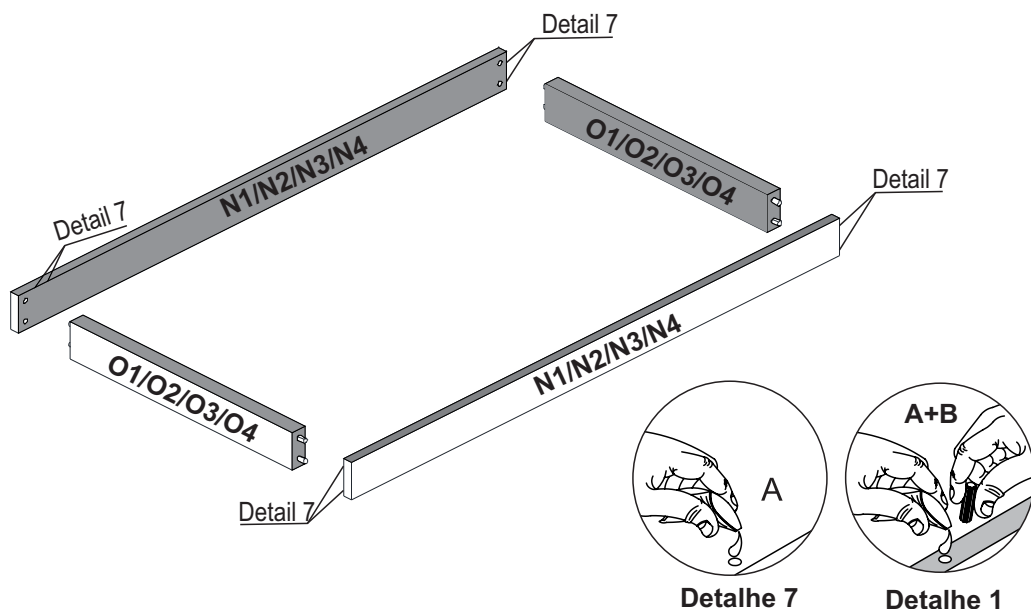 Detail 7
N1/N2/N3/N4
O1/O2/O3/O4
Detail 7
Detail 7
O1/O2/O3/O4
N1/N2/N3/N4
Detail 7
A
A+B
Detalhe 7
Detalhe 1